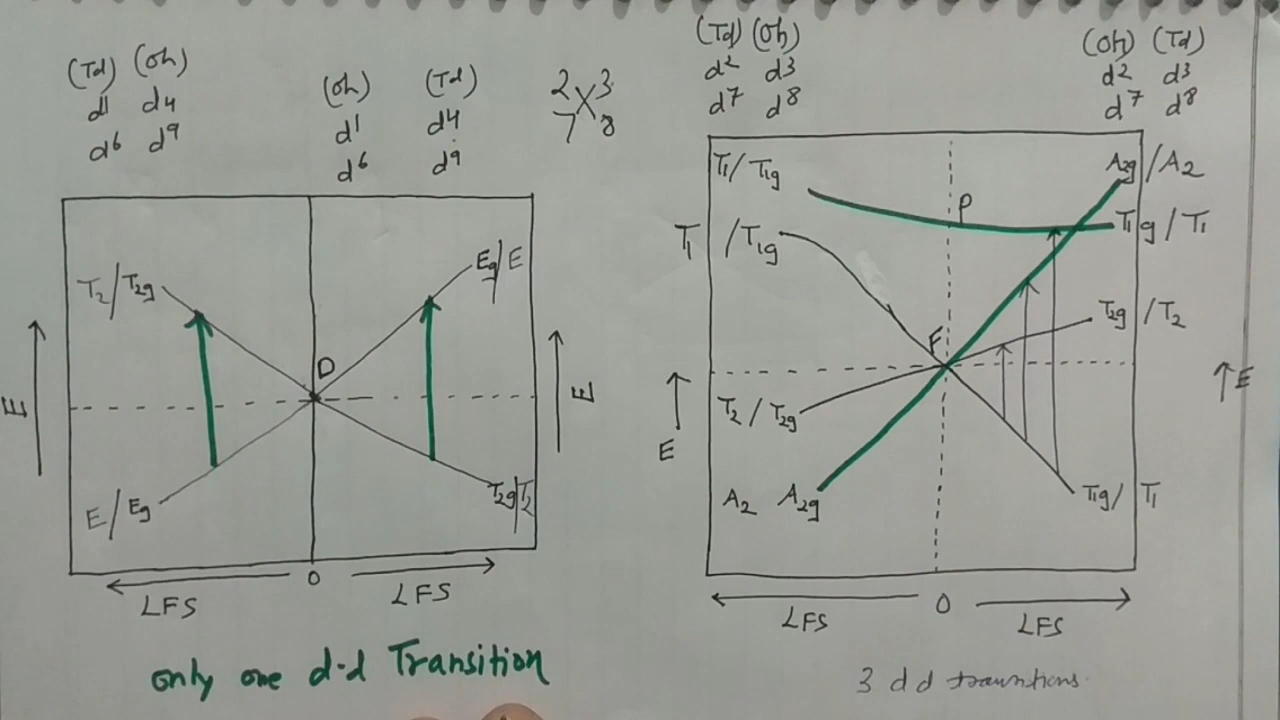 (Td) (Oh)
d1 d4
d6 d9
(Oh) (Td)
d1 d4
d6 d9
2 X 3
7 8
T2/T2g
Eg/E
D
E
E
E/Eg
T2g/T2
0
LFS
LFS
only one d-d Transition
(Td) (Oh)
d2 d3
d7 d8
(Oh) (Td)
d2 d3
d7 d8
T1/T1g
A2g/A2
P
T1g/T1
T1/T1g
F
T2g/T2
E
E
T2/T2g
A2 A2g
T1g/T1
0
LFS
LFS
3 d d transitions.